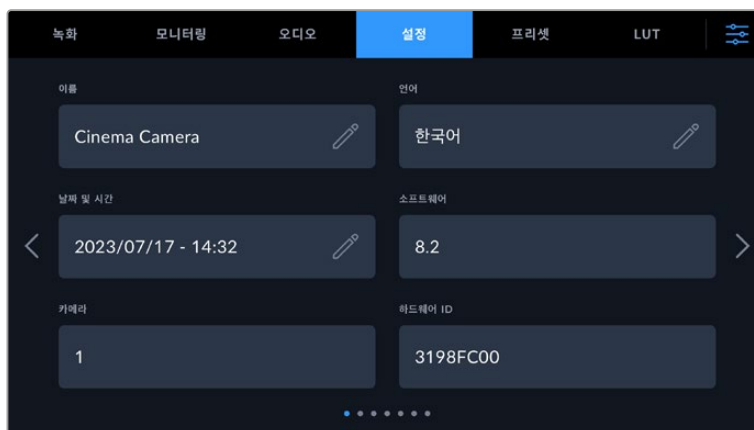 녹화 모니터링 오디오 설정 프리셋 LUT
이름 언어
Cinema Camera 한국어
날짜 및 시간 소프트웨어
2023/07/17 - 14:32 8.2
카메라 하드웨어 ID
1 3198FC00